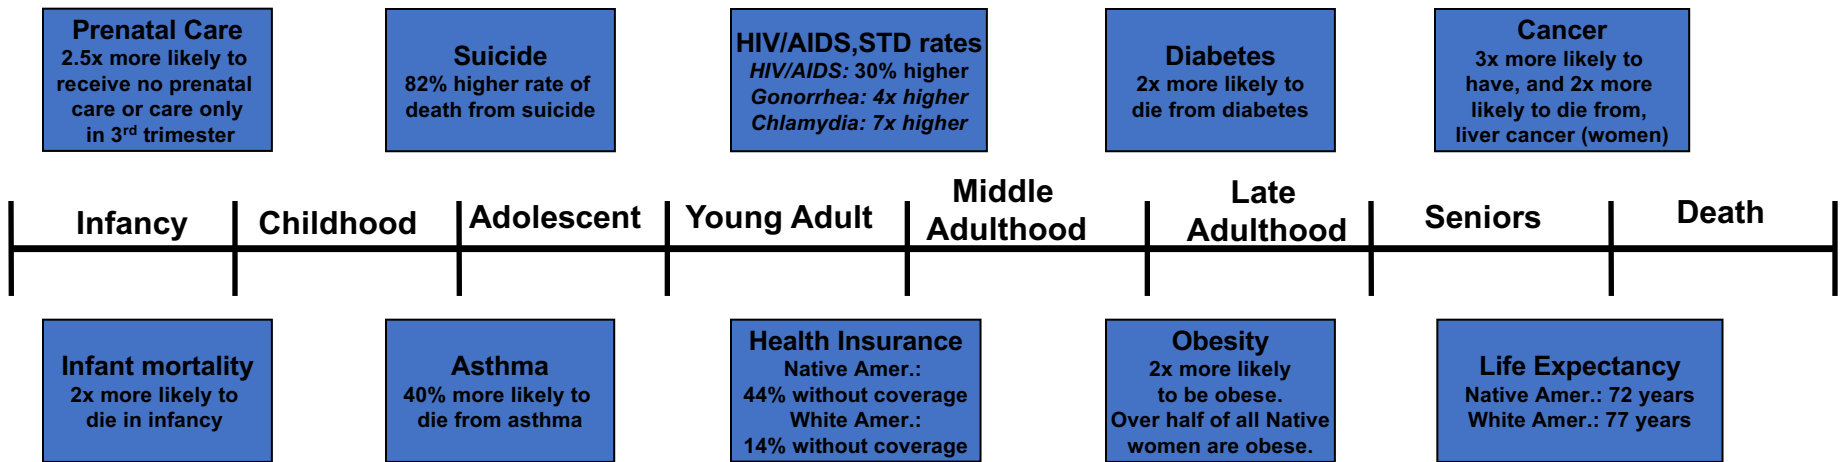 Prenatal Care
2.5x more likely to
receive no prenatal
care or care only
in 3rd trimester
Suicide
82% higher rate of
death from suicide
HIV/AIDS,STD rates
HIV/AIDS: 30% higher
Gonorrhea: 4x higher
Chlamydia: 7x higher
Diabetes
2x more likely to
die from diabetes
Cancer
3x more likely to
have, and 2x more
likely to die from,
liver cancer (women)
Infancy
Childhood
Adolescent
Young Adult
Middle
Adulthood
Late
Adulthood
Seniors
Death
Infant mortality
2x more likely to
die in infancy
Asthma
40% more likely to
die from asthma
Health Insurance
Native Amer.:
44% without coverage
White Amer.:
14% without coverage
Obesity
2x more likely
to be obese.
Over half of all Native
women are obese.
Life Expectancy
Native Amer.: 72 years
White Amer.: 77 years